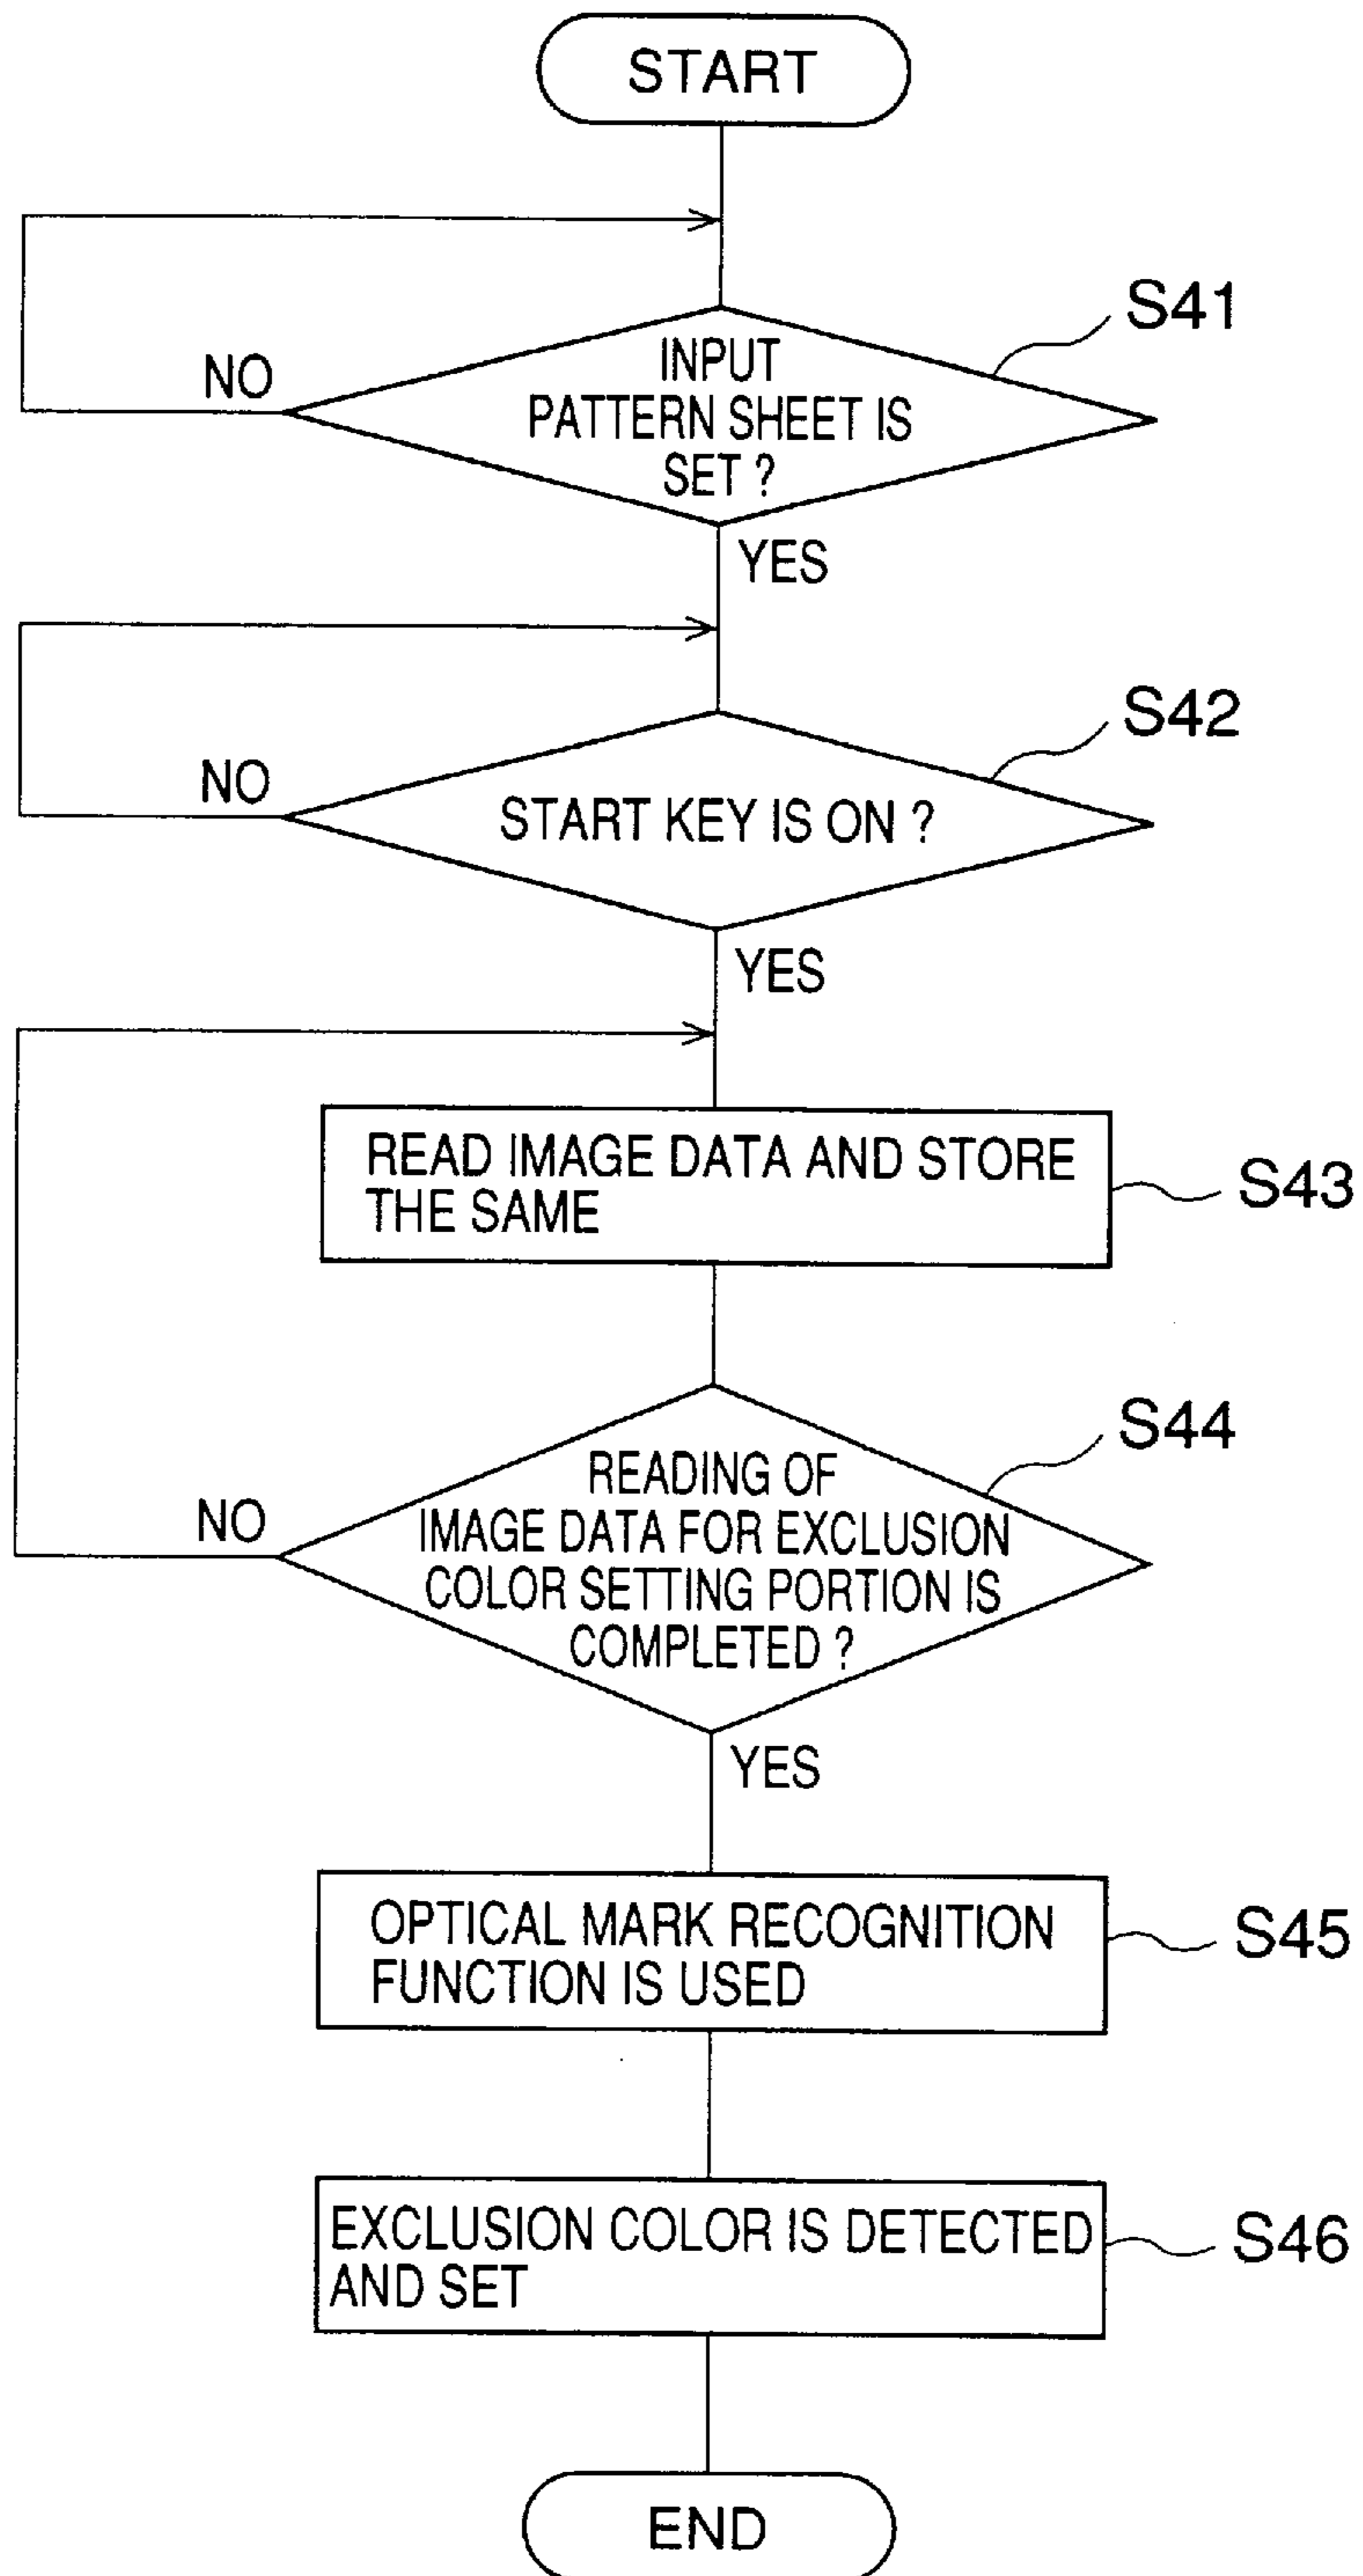 START
S41
INPUT
PATTERN SHEET IS
SET ?
NO
YES
S42
START KEY IS ON ?
NO
YES
READ IMAGE DATA AND STORE
THE SAME
S43
S44
READING OF
IMAGE DATA FOR EXCLUSION
COLOR SETTING PORTION IS
COMPLETED ?
NO
YES
OPTICAL MARK RECOGNITION
FUNCTION IS USED
S45
EXCLUSION COLOR IS DETECTED
AND SET
S46
END